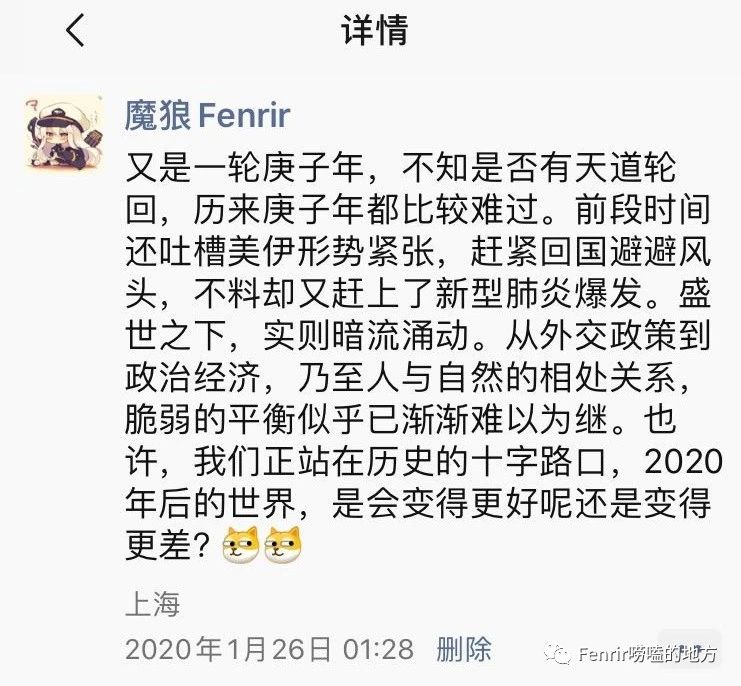 详情
魔狼Fenrir
又是一轮庚子年，不知是否有天道轮
回，历来庚子年都比较难过。前段时间
还吐槽美伊形势紧张，赶紧回国避避风
头，不料却又赶上了新型肺炎爆发。盛
世之下，实则暗流涌动。从外交政策到
政治经济，乃至人与自然的相处关系，
脆弱的平衡似乎已渐渐难以为继。也
许，我们正站在历史的十字路口，2020
年后的世界，是会变得更好呢还是变得
更差？
上海
2020年1月26日 01:28 删除
Fenrir唠嗑的地方